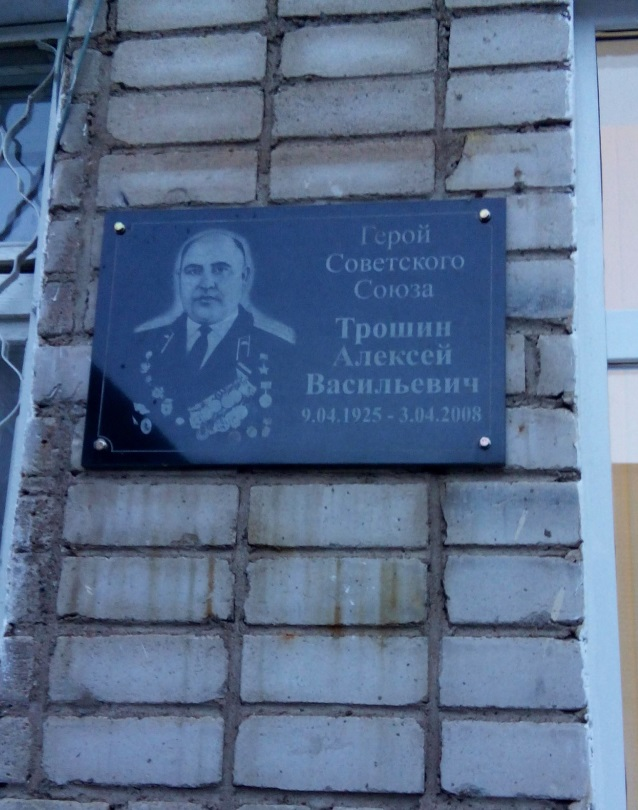 Герой
Советского
Союза
Трошин
Алексей
Васильевич
9.04.1925 - 3.04.2008